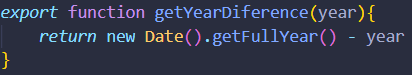 export function getYearDiference(year){
    return new Date().getFullYear() - year
}